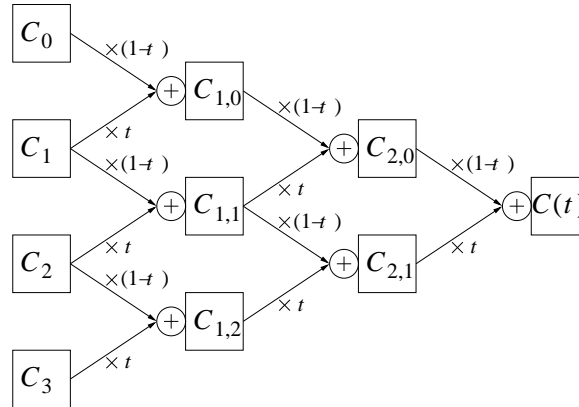 C0
×(1−t)
+
C1,0
×t
×(1−t)
C1
×(1−t)
+
C2,0
×t
×(1−t)
+
C1,1
+
C(t)
×t
×(1−t)
×t
C2
×(1−t)
+
C2,1
×t
+
C1,2
×t
C3